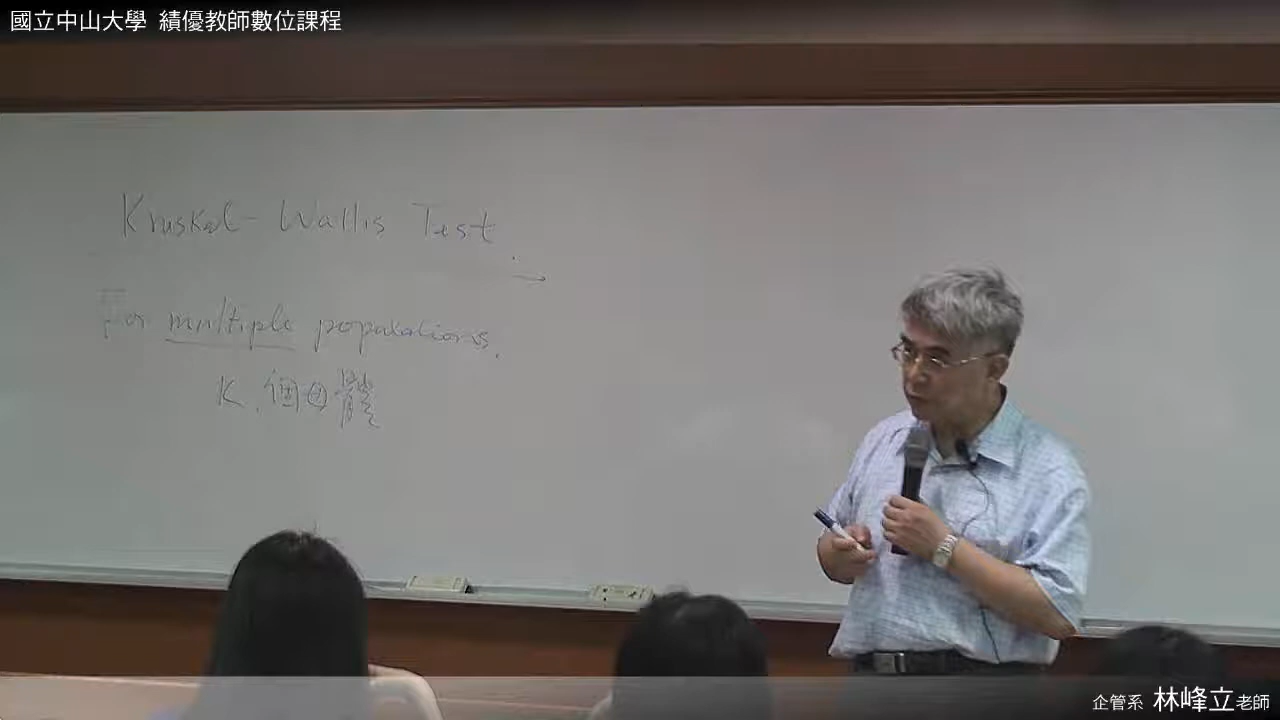 國立中山大學 績優教師數位課程
Kruskal-Wallis Test
For multiple populations.
K 個母體
企管系 林峰立老師